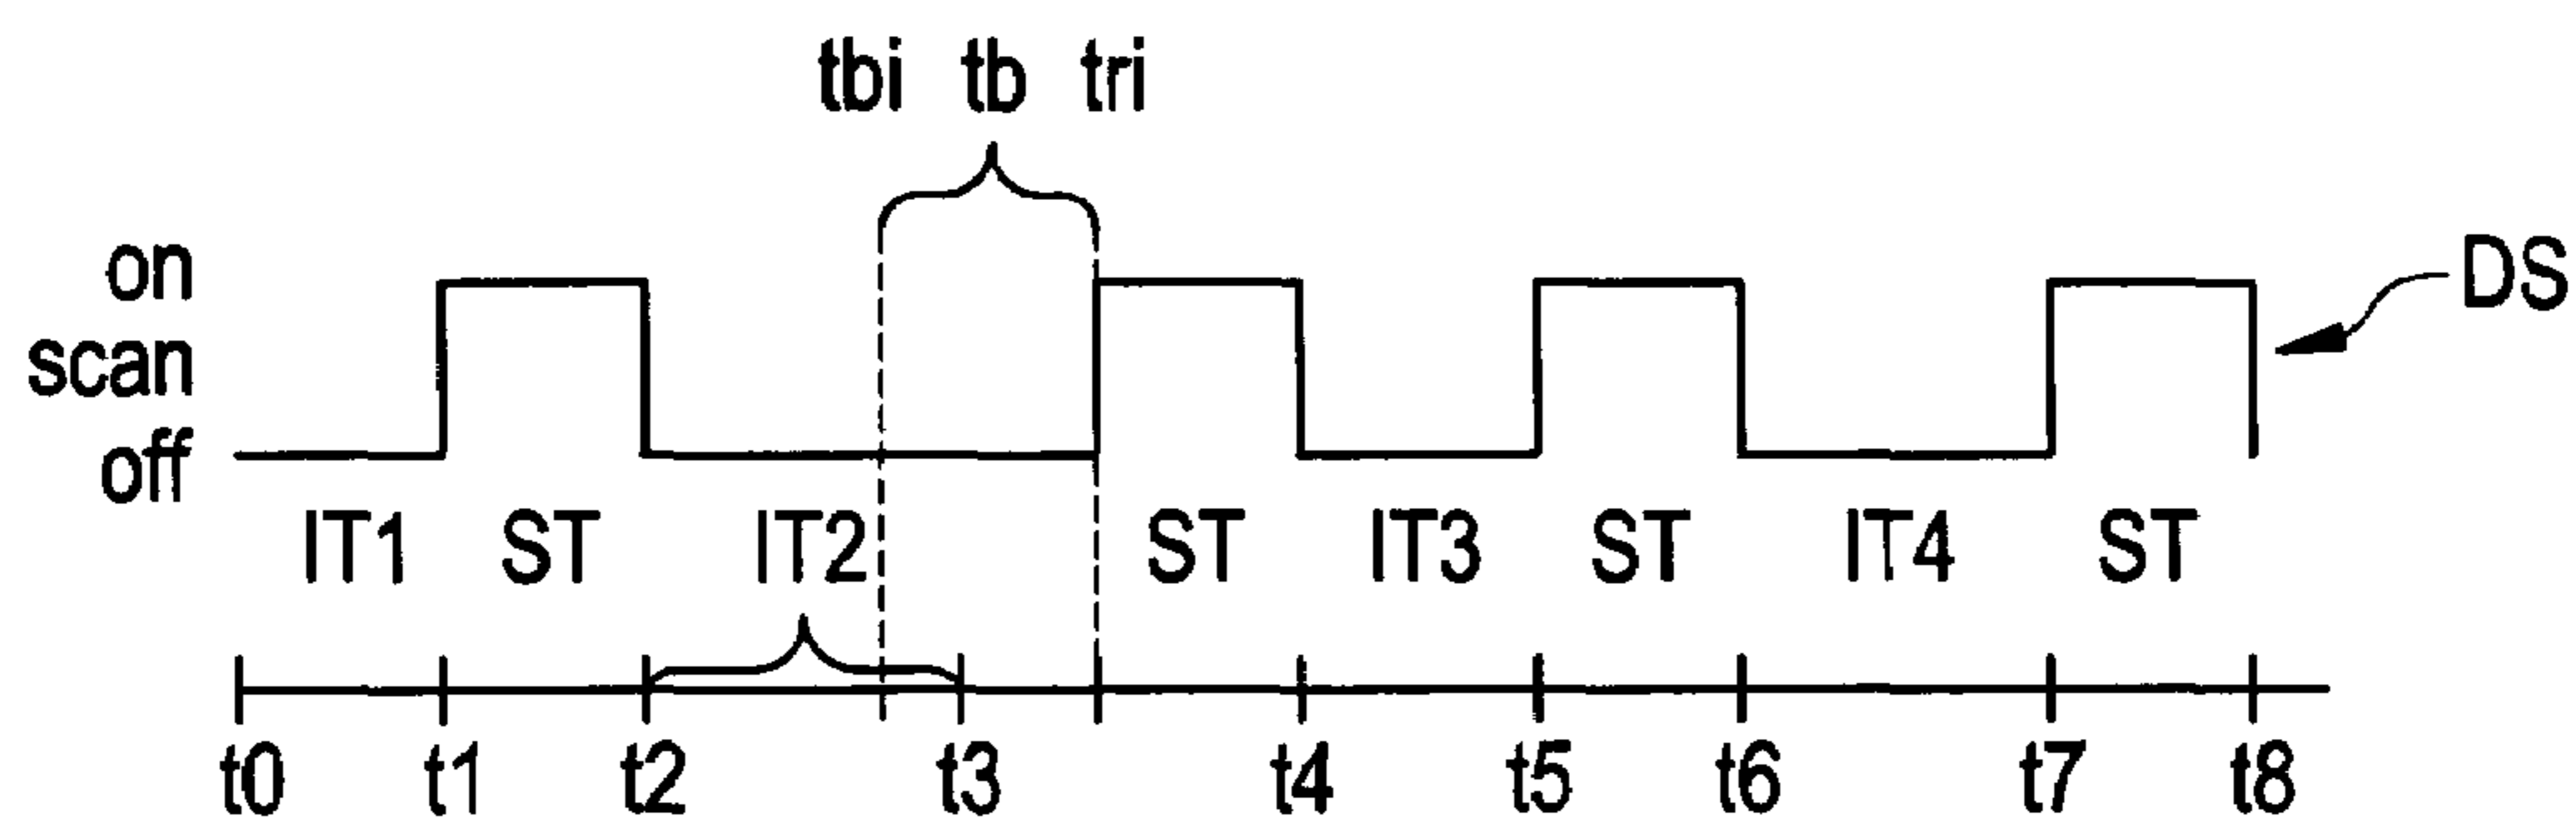 tbi tb tri
on
scan
off
DS
IT1 ST IT2 ST IT3 ST IT4 ST
t0 t1 t2 t3 t4 t5 t6 t7 t8